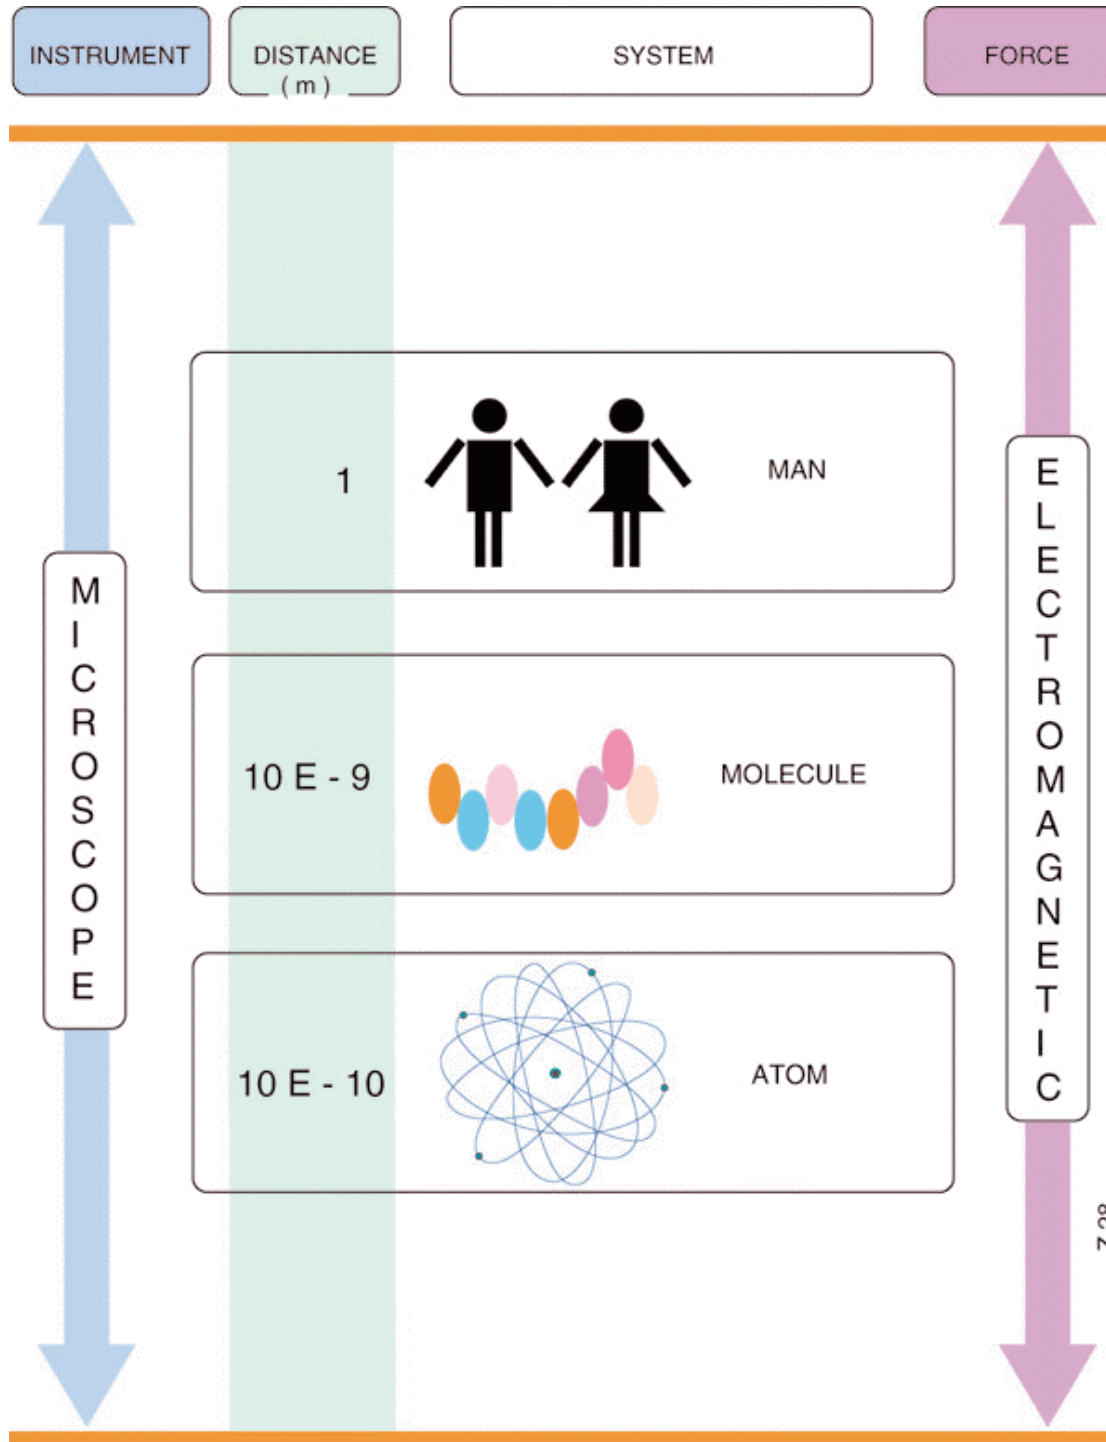 INSTRUMENT
DISTANCE
( m )
SYSTEM
FORCE
1
MAN
MICROSCOPE
10 E - 9
MOLECULE
ELECTROMAGNETIC
10 E - 10
ATOM